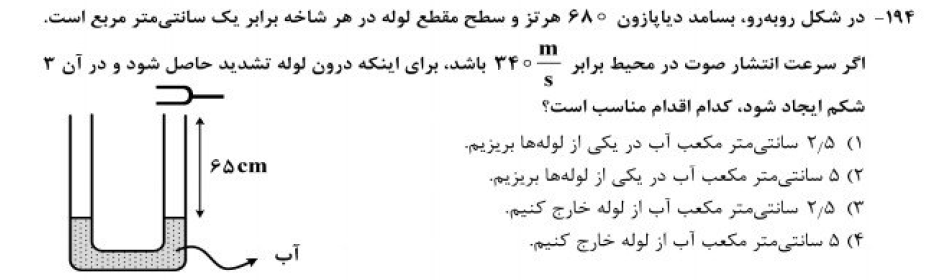 ۱۹۴- در شکل روبه‌رو، بسامد دیاپازون ۶۸۰ هرتز و سطح مقطع لوله در هر شاخه برابر یک سانتی‌متر مربع است.
اگر سرعت انتشار صوت در محیط برابر ۳۴۰ m/s باشد، برای اینکه درون لوله تشدید حاصل شود و در آن ۳
شکم ایجاد شود، کدام اقدام مناسب است؟
۱) ۲٫۵ سانتی‌متر مکعب آب در یکی از لوله‌ها بریزیم.
۲) ۵ سانتی‌متر مکعب آب در یکی از لوله‌ها بریزیم.
۳) ۲٫۵ سانتی‌متر مکعب آب از لوله خارج کنیم.
۴) ۵ سانتی‌متر مکعب آب از لوله خارج کنیم.
۶۵cm
آب